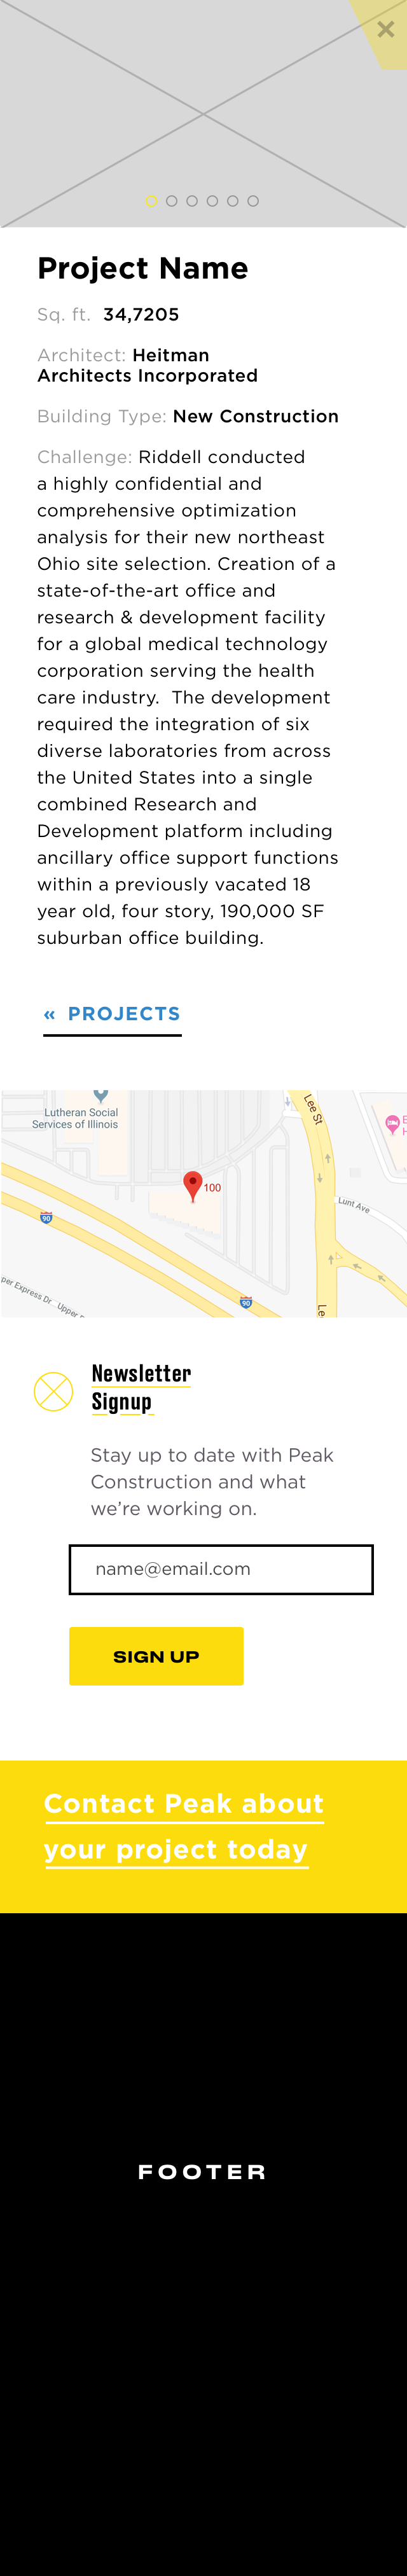 Project Name
Sq. ft. 34,7205
Architect: Heitman
Architects Incorporated
Building Type: New Construction
Challenge: Riddell conducted
a highly confidential and
comprehensive optimization
analysis for their new northeast
Ohio site selection. Creation of a
state-of-the-art office and
research & development facility
for a global medical technology
corporation serving the health
care industry.  The development
required the integration of six
diverse laboratories from across
the United States into a single
combined Research and
Development platform including
ancillary office support functions
within a previously vacated 18
year old, four story, 190,000 SF
suburban office building.
« PROJECTS
Lutheran Social
Services of Illinois
Lee St
E
H
100
Lunt Ave
90
90
per Express Dr
Upper
Le
Newsletter
Signup
Stay up to date with Peak
Construction and what
we’re working on.
name@email.com
SIGN UP
Contact Peak about
your project today
FOOTER